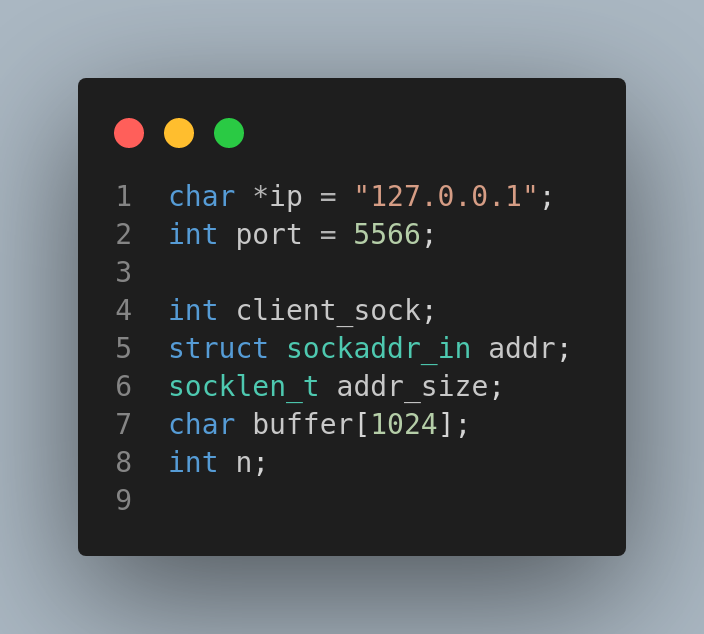 1 char *ip = "127.0.0.1";
2 int port = 5566;
3
4 int client_sock;
5 struct sockaddr_in addr;
6 socklen_t addr_size;
7 char buffer[1024];
8 int n;
9